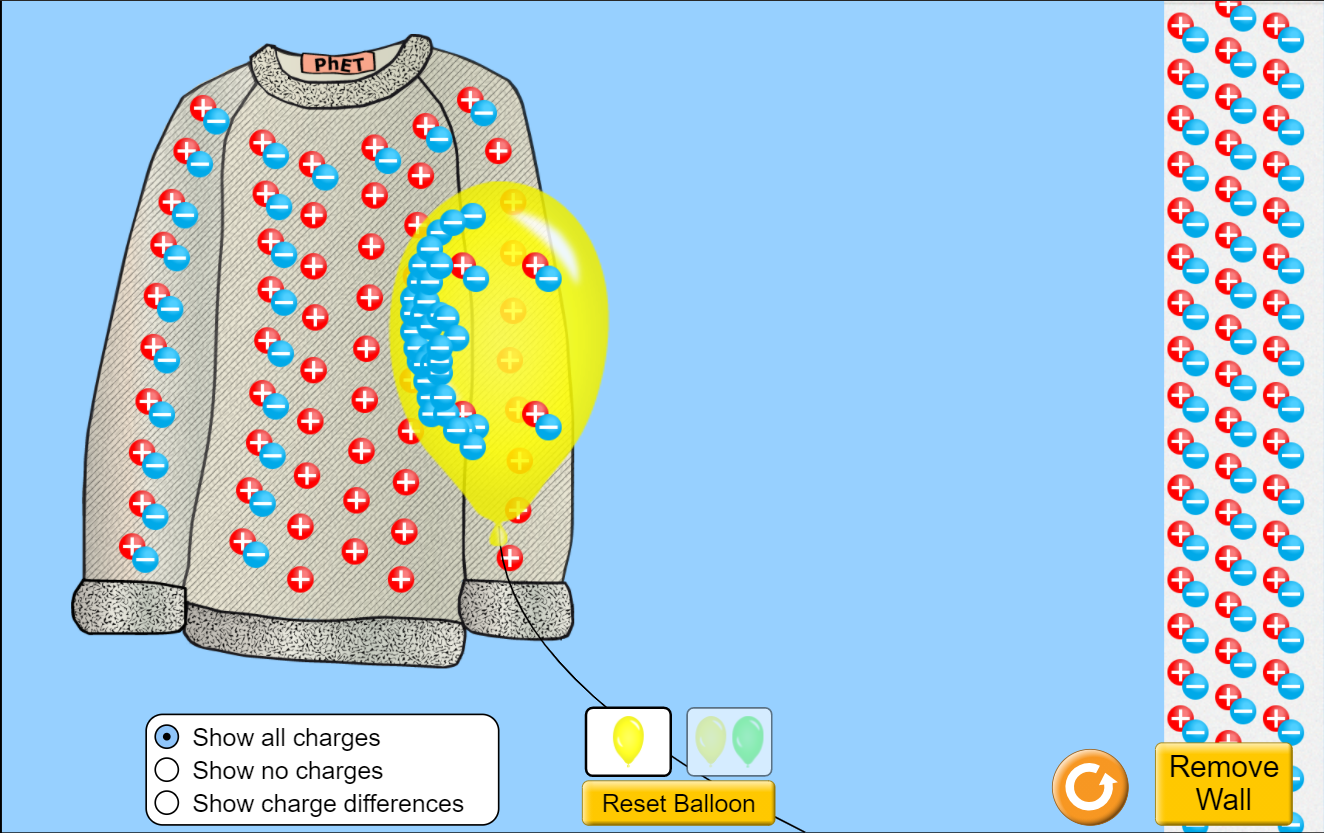 PhET
Show all charges
Show no charges
Show charge differences
Reset Balloon
Remove
Wall